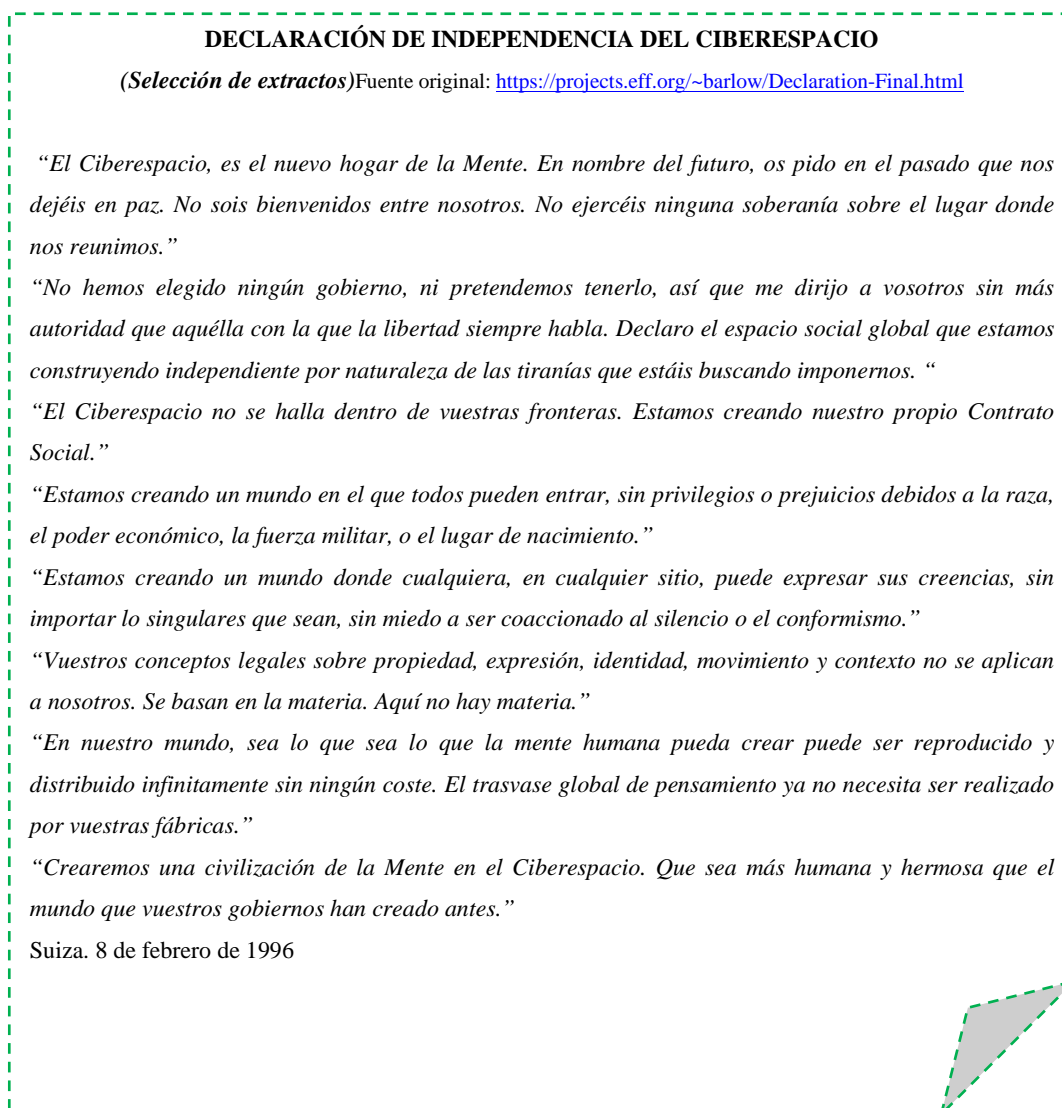 DECLARACIÓN DE INDEPENDENCIA DEL CIBERESPACIO
(Selección de extractos)Fuente original: https://projects.eff.org/~barlow/Declaration-Final.html
“El Ciberespacio, es el nuevo hogar de la Mente. En nombre del futuro, os pido en el pasado que nos
dejéis en paz. No sois bienvenidos entre nosotros. No ejercéis ninguna soberanía sobre el lugar donde
nos reunimos.”
“No hemos elegido ningún gobierno, ni pretendemos tenerlo, así que me dirijo a vosotros sin más
autoridad que aquélla con la que la libertad siempre habla. Declaro el espacio social global que estamos
construyendo independiente por naturaleza de las tiranías que estáis buscando imponernos. “
“El Ciberespacio no se halla dentro de vuestras fronteras. Estamos creando nuestro propio Contrato
Social.”
“Estamos creando un mundo en el que todos pueden entrar, sin privilegios o prejuicios debidos a la raza,
el poder económico, la fuerza militar, o el lugar de nacimiento.”
“Estamos creando un mundo donde cualquiera, en cualquier sitio, puede expresar sus creencias, sin
importar lo singulares que sean, sin miedo a ser coaccionado al silencio o el conformismo.”
“Vuestros conceptos legales sobre propiedad, expresión, identidad, movimiento y contexto no se aplican
a nosotros. Se basan en la materia. Aquí no hay materia.”
“En nuestro mundo, sea lo que sea lo que la mente humana pueda crear puede ser reproducido y
distribuido infinitamente sin ningún coste. El trasvase global de pensamiento ya no necesita ser realizado
por vuestras fábricas.”
“Crearemos una civilización de la Mente en el Ciberespacio. Que sea más humana y hermosa que el
mundo que vuestros gobiernos han creado antes.”
Suiza. 8 de febrero de 1996